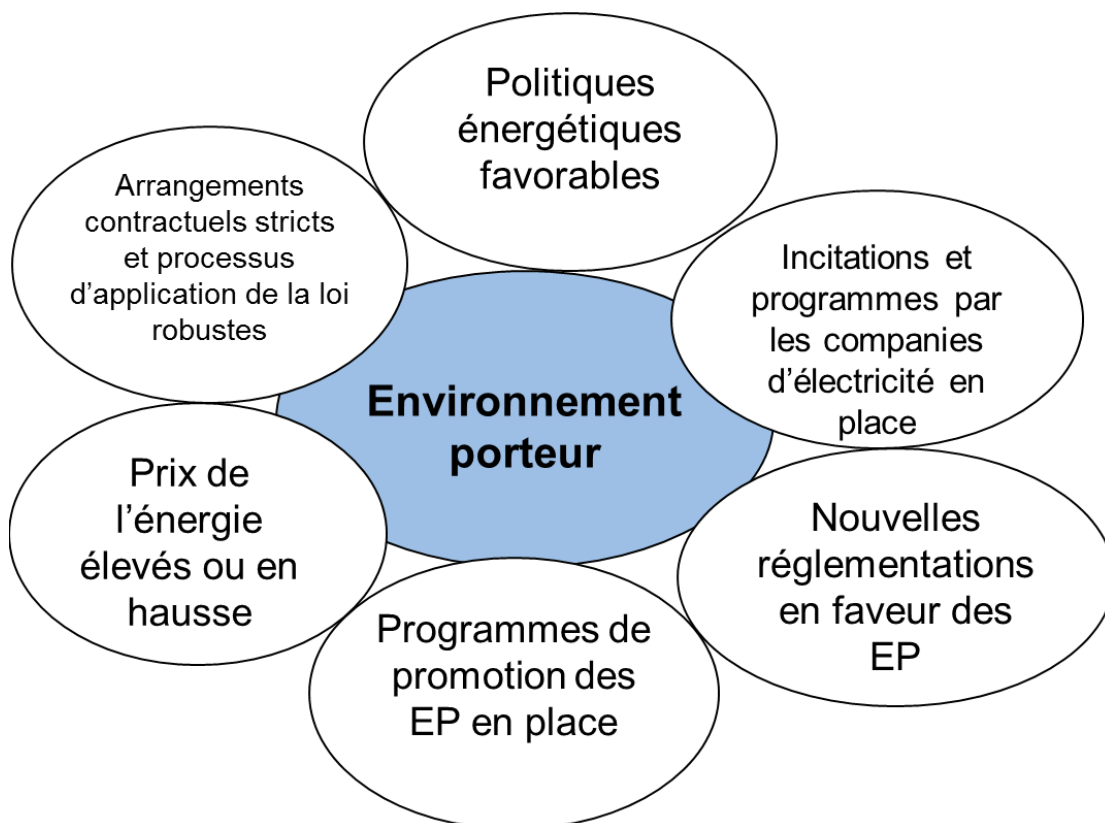 Politiques
énergétiques
favorables
Arrangements
contractuels stricts
et processus
d’application de la loi
robustes
Incitations et
programmes par
les companies
d’électricité en
place
Environnement
porteur
Prix de
l’énergie
élevés ou en
hausse
Nouvelles
réglementations
en faveur des
EP
Programmes de
promotion des
EP en place